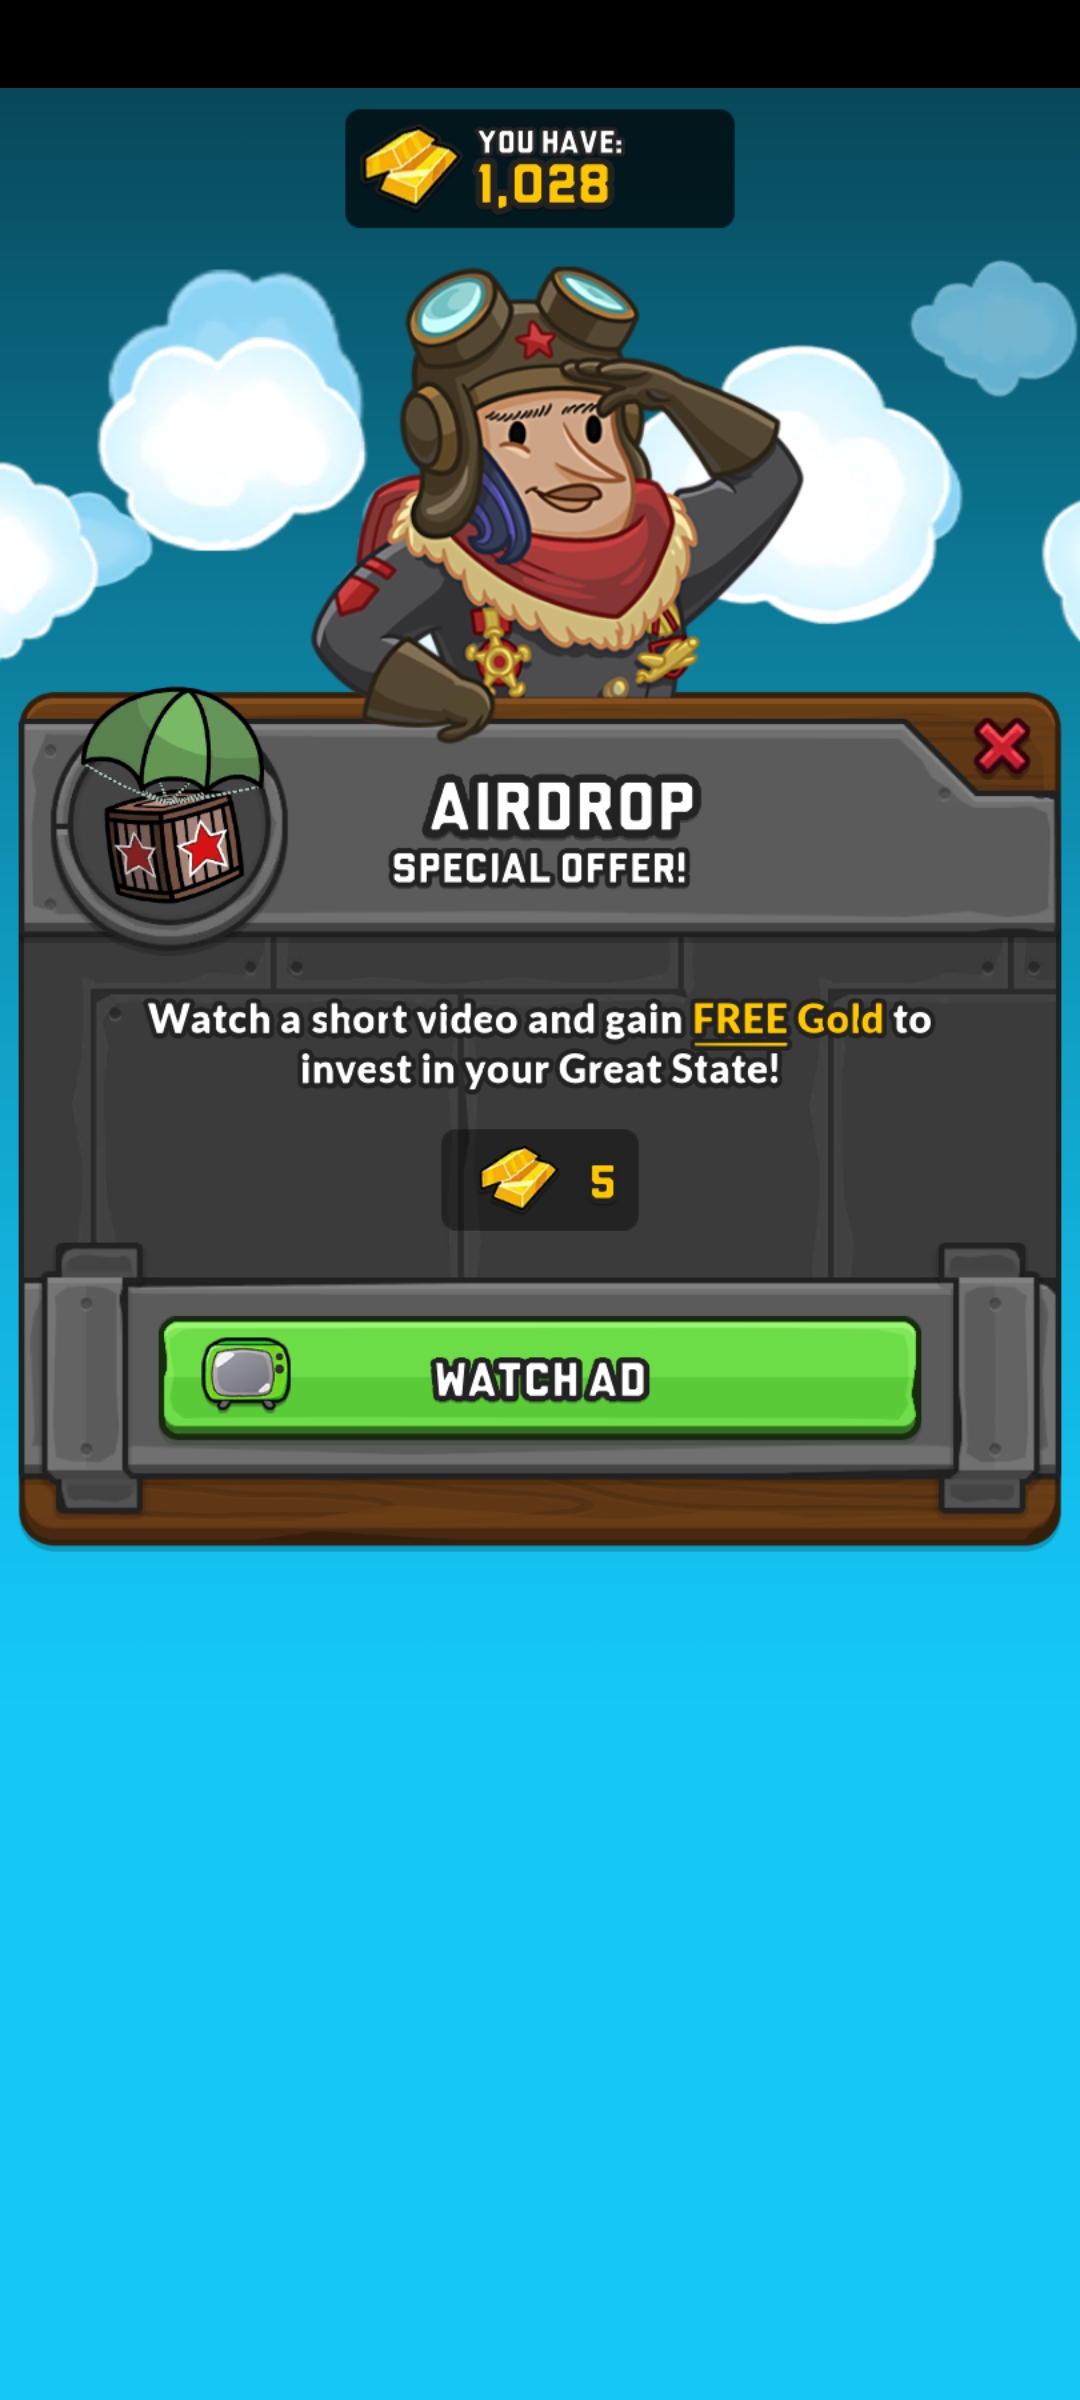 YOU HAVE:
1,028
AIRDROP
SPECIAL OFFER!
Watch a short video and gain FREE Gold to
invest in your Great State!
5
WATCH AD